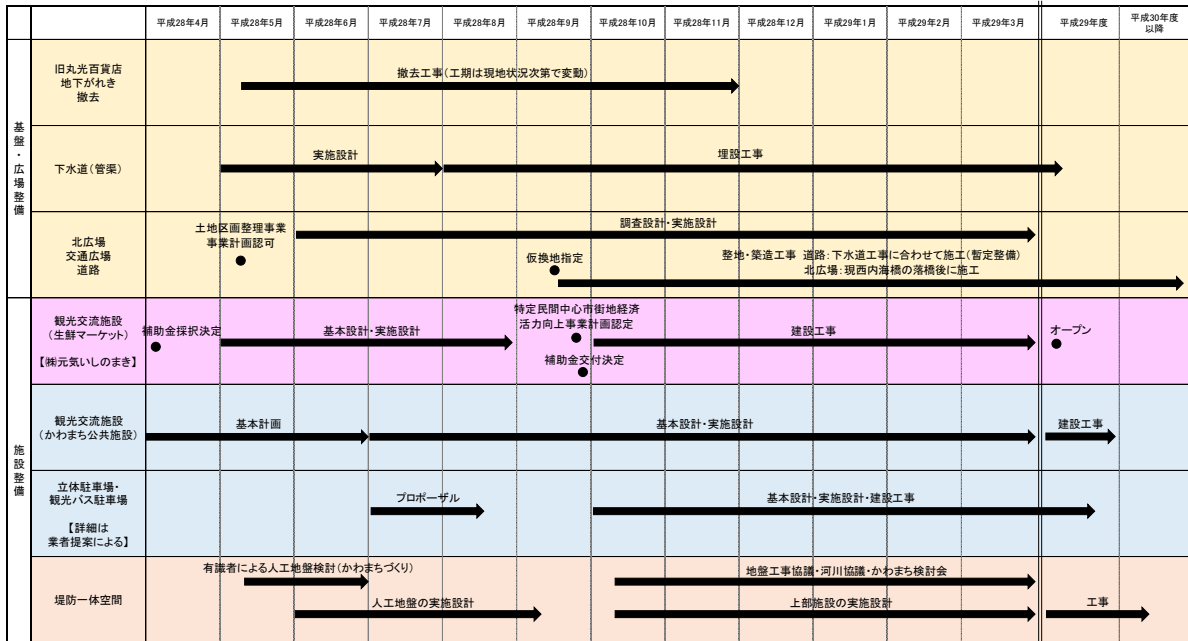 平成28年4月
平成28年5月
平成28年6月
平成28年7月
平成28年8月
平成28年9月
平成28年10月
平成28年11月
平成28年12月
平成29年1月
平成29年2月
平成29年3月
平成29年度
平成30年度
以降
基盤・広場整備
旧丸光百貨店
地下がれき
撤去
撤去工事(工期は現地状況次第で変動)
下水道(管渠)
実施設計
埋設工事
北広場
交通広場
道路
土地区画整理事業
事業計画認可
調査設計・実施設計
仮換地指定
整地・築造工事 道路:下水道工事に合わせて施工(暫定整備)
北広場:現西内海橋の落橋後に施工
施設整備
観光交流施設
(生鮮マーケット)
【㈱元気いしのまき】
補助金採択決定
基本設計・実施設計
特定民間中心市街地経済
活力向上事業計画認定
補助金交付決定
建設工事
オープン
観光交流施設
(かわまち公共施設)
基本計画
基本設計・実施設計
建設工事
立体駐車場・
観光バス駐車場
【詳細は
業者提案による】
プロポーザル
基本設計・実施設計・建設工事
堤防一体空間
有識者による人工地盤検討(かわまちづくり)
人工地盤の実施設計
地盤工事協議・河川協議・かわまち検討会
上部施設の実施設計
工事